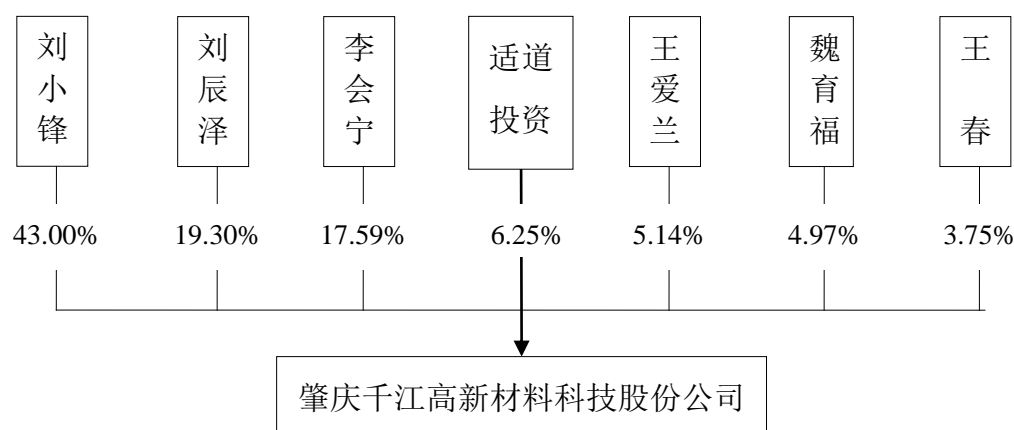 刘小锋
刘辰泽
李会宁
适道
投资
王爱兰
魏育福
王春
43.00%
19.30%
17.59%
6.25%
5.14%
4.97%
3.75%
肇庆千江高新材料科技股份公司